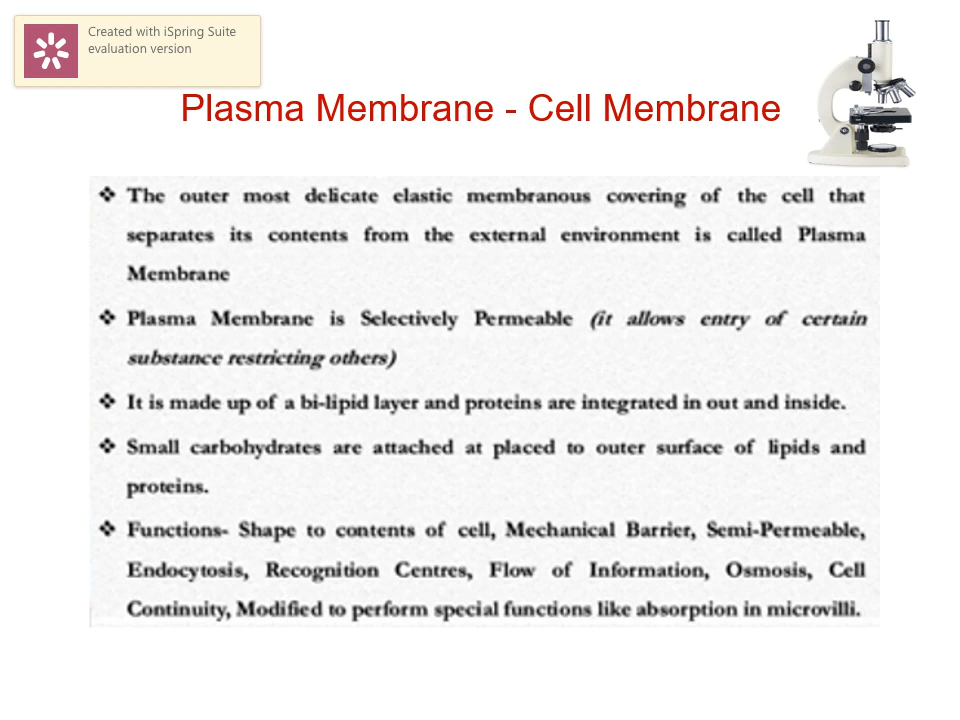 Created with iSpring Suite
evaluation version
Plasma Membrane - Cell Membrane
❖ The outer most delicate elastic membranous covering of the cell that
separates its contents from the external environment is called Plasma
Membrane
❖ Plasma Membrane is Selectively Permeable (it allows entry of certain
substance restricting others)
❖ It is made up of a bi-lipid layer and proteins are integrated in out and inside.
❖ Small carbohydrates are attached at placed to outer surface of lipids and
proteins.
❖ Functions- Shape to contents of cell, Mechanical Barrier, Semi-Permeable,
Endocytosis, Recognition Centres, Flow of Information, Osmosis, Cell
Continuity, Modified to perform special functions like absorption in microvilli.